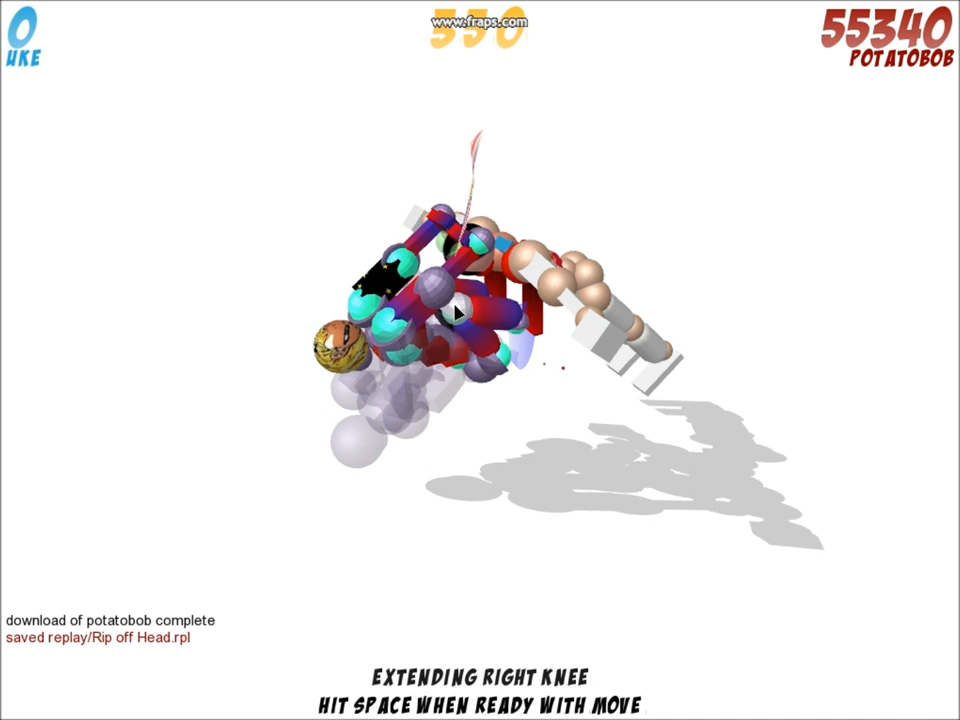 0
UKE
www.fraps.com
550
55340
POTATOBOB
download of potatobob complete
saved replay/Rip off Head.rpl
EXTENDING RIGHT KNEE
HIT SPACE WHEN READY WITH MOVE